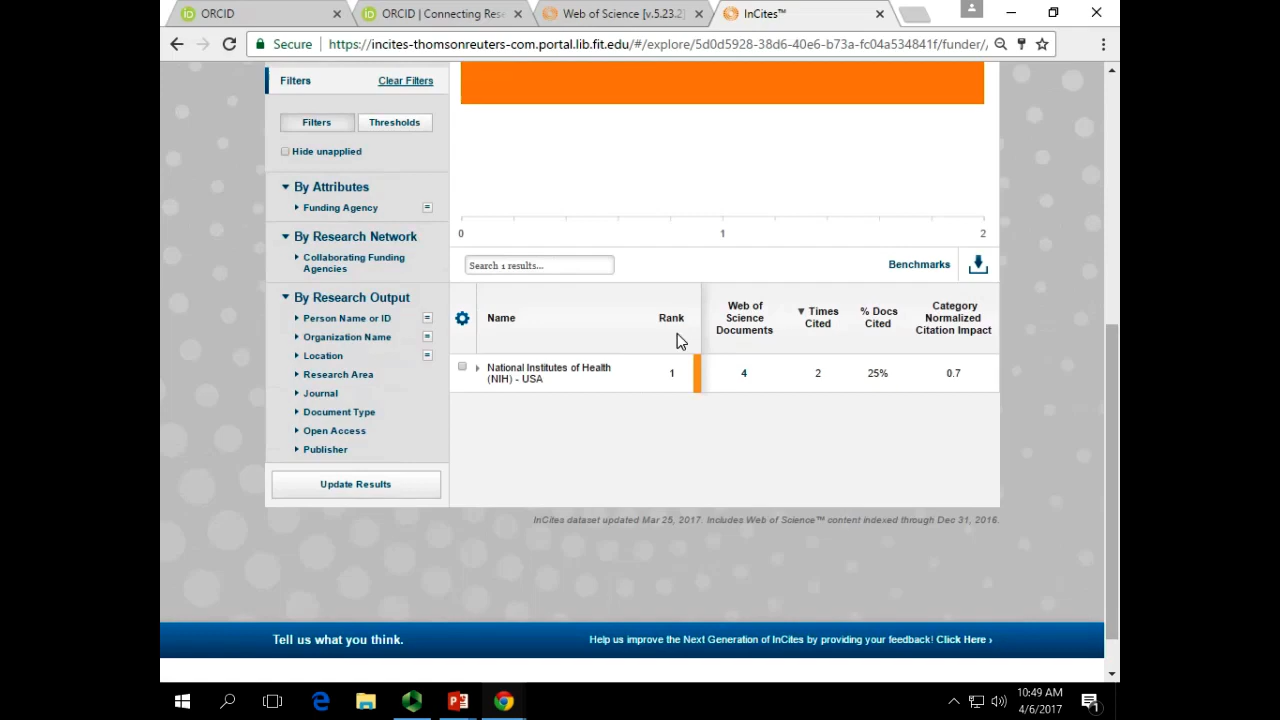 ORCID
ORCID | Connecting Rese
Web of Science [v.5.23.2]
InCites™
Secure
https://incites-thomsonreuters-com.portal.lib.fit.edu/#/explore/5d0d5928-38d6-40e6-b73a-fc04a534841f/funder//
Filters
Clear Filters
Filters
Thresholds
Hide unapplied
By Attributes
Funding Agency
By Research Network
Collaborating Funding
Agencies
By Research Output
Person Name or ID
Organization Name
Location
Research Area
Journal
Document Type
Open Access
Publisher
Update Results
0
1
2
Search 1 results...
Benchmarks
Name
Rank
Web of
Science
Documents
Times
Cited
% Docs
Cited
Category
Normalized
Citation Impact
National Institutes of Health
(NIH) - USA
1
4
2
25%
0.7
InCites dataset updated Mar 25, 2017. Includes Web of Science™ content indexed through Dec 31, 2016.
Tell us what you think.
Help us improve the Next Generation of InCites by providing your feedback! Click Here ›
10:49 AM
4/6/2017
1